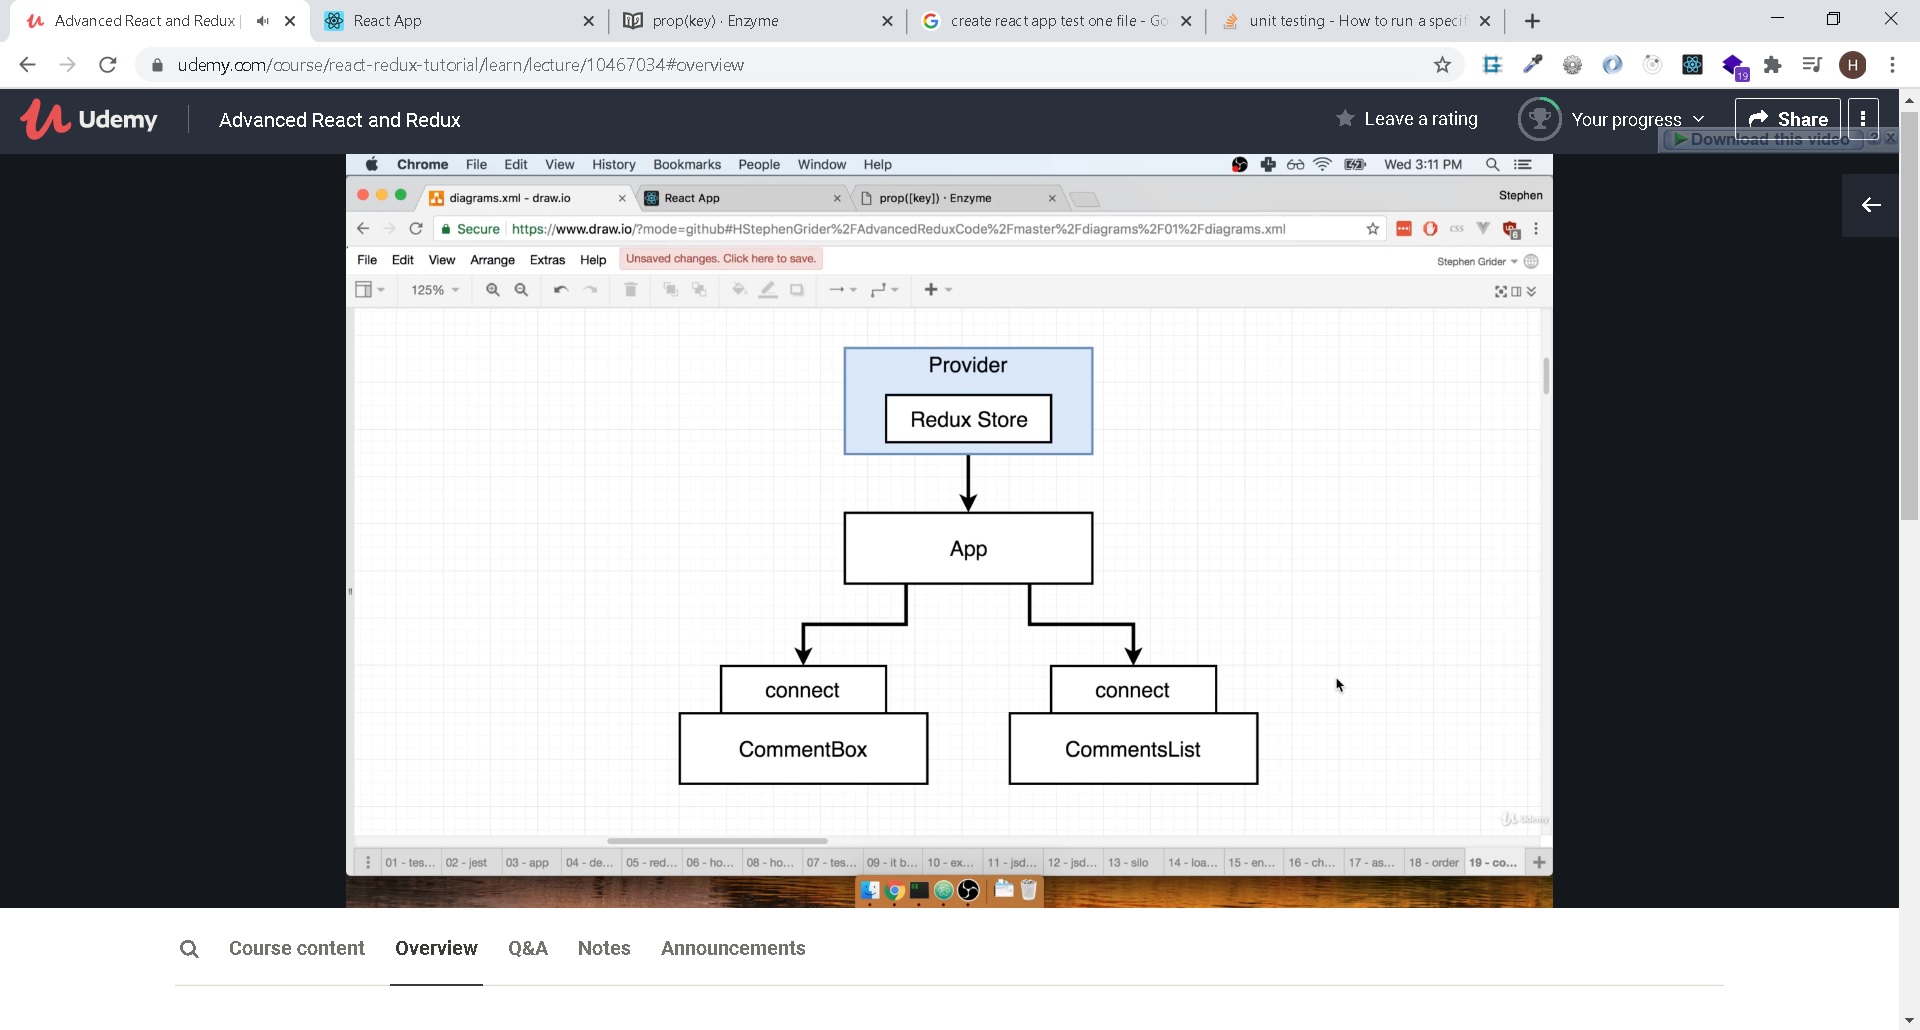 Advanced React and Redux
React App
prop(key) · Enzyme
create react app test one file - Go
unit testing - How to run a specif
udemy.com/course/react-redux-tutorial/learn/lecture/10467034#overview
19
H
Udemy
Advanced React and Redux
Leave a rating
Your progress
Share
Download this video
Chrome File Edit View History Bookmarks People Window Help
Wed 3:11 PM
diagrams.xml - draw.io
React App
prop([key]) · Enzyme
Stephen
Secure
https://www.draw.io/?mode=github#HStephenGrider%2FAdvancedReduxCode%2Fmaster%2Fdiagrams%2F01%2Fdiagrams.xml
CSS
6
File Edit View Arrange Extras Help
Unsaved changes. Click here to save.
Stephen Grider
125%
Provider
Redux Store
App
connect
connect
CommentBox
CommentsList
Udemy
01 - tes... 02 - jest 03 - app 04 - de... 05 - red... 06 - ho... 08 - ho... 07 - tes... 09 - it b... 10 - ex... 11 - jsd... 12 - jsd... 13 - silo 14 - loa... 15 - en... 16 - ch... 17 - as... 18 - order 19 - co...
Course content Overview Q&A Notes Announcements